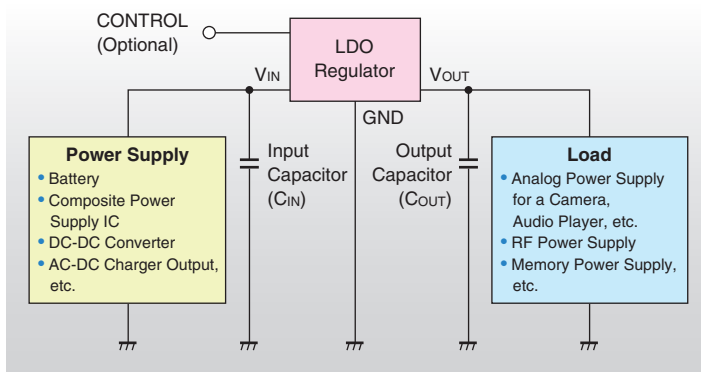 CONTROL
(Optional)
LDO
Regulator
VIN
VOUT
GND
Power Supply
• Battery
• Composite Power
Supply IC
• DC-DC Converter
• AC-DC Charger Output,
etc.
Input
Capacitor
(CIN)
Output
Capacitor
(COUT)
Load
• Analog Power Supply
for a Camera,
Audio Player, etc.
• RF Power Supply
• Memory Power Supply,
etc.